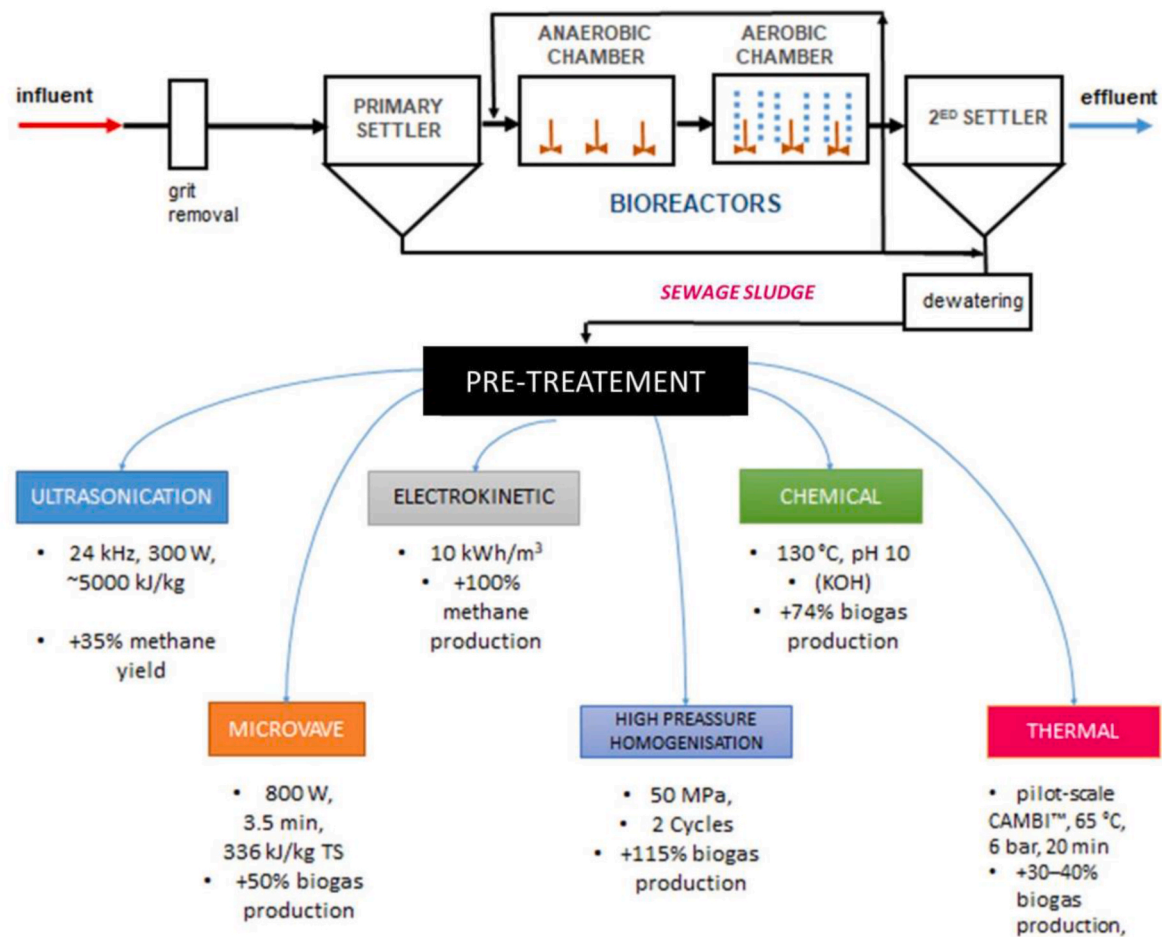 ANAEROBIC
CHAMBER
AEROBIC
CHAMBER
influent
PRIMARY
SETTLER
2ED SETTLER
effluent
grit
removal
BIOREACTORS
SEWAGE SLUDGE
dewatering
PRE-TREATEMENT
ULTRASONICATION
• 24 kHz, 300 W,
~5000 kJ/kg
• +35% methane
yield
ELECTROKINETIC
• 10 kWh/m³
• +100%
methane
production
CHEMICAL
• 130 ⁰C, pH 10
• (KOH)
• +74% biogas
production
MICROVAVE
• 800 W,
3.5 min,
336 kJ/kg TS
• +50% biogas
production
HIGH PREASSURE
HOMOGENISATION
• 50 MPa,
• 2 Cycles
• +115% biogas
production
THERMAL
• pilot-scale
CAMBI™, 65 ⁰C,
6 bar, 20 min
• +30–40%
biogas
production,